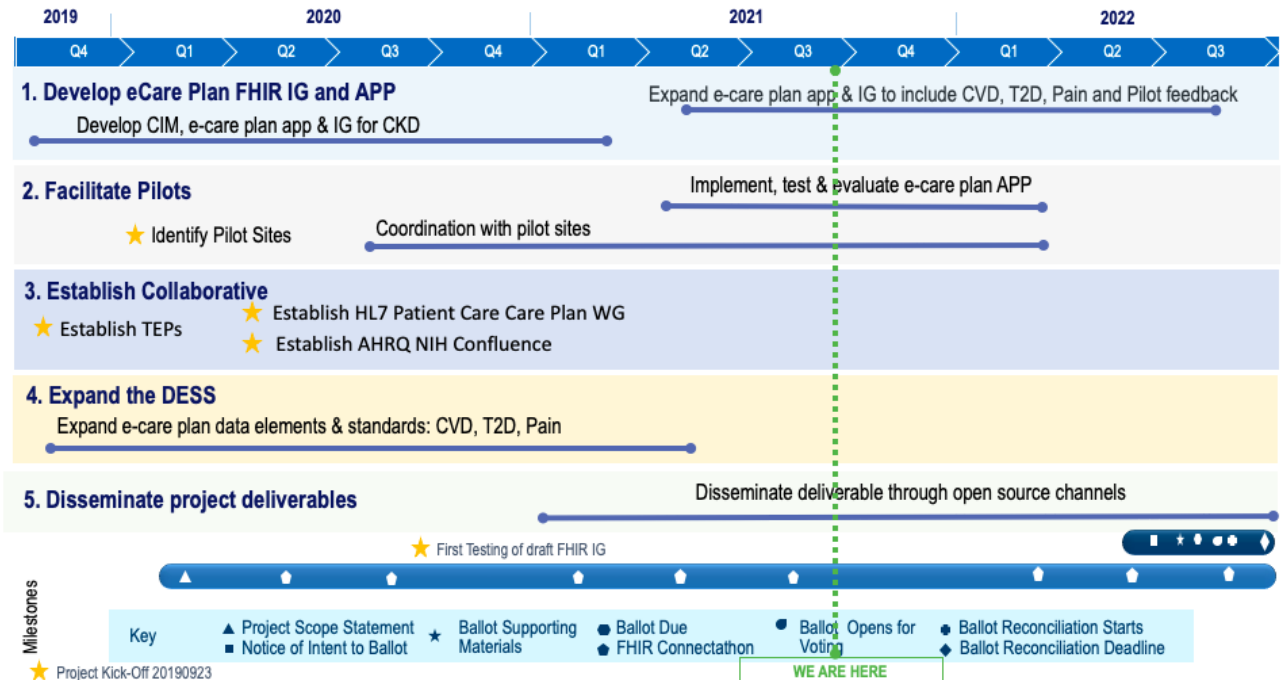 2019 2020 2021 2022
Q4 Q1 Q2 Q3 Q4 Q1 Q2 Q3 Q4 Q1 Q2 Q3
1. Develop eCare Plan FHIR IG and APP
Expand e-care plan app & IG to include CVD, T2D, Pain and Pilot feedback
Develop CIM, e-care plan app & IG for CKD
2. Facilitate Pilots
Implement, test & evaluate e-care plan APP
Identify Pilot Sites
Coordination with pilot sites
3. Establish Collaborative
Establish TEPs
Establish HL7 Patient Care Care Plan WG
Establish AHRQ NIH Confluence
4. Expand the DESS
Expand e-care plan data elements & standards: CVD, T2D, Pain
5. Disseminate project deliverables
Disseminate deliverable through open source channels
First Testing of draft FHIR IG
Milestones
Key
Project Scope Statement
Notice of Intent to Ballot
Ballot Supporting
Materials
Ballot Due
FHIR Connectathon
Ballot Opens for
Voting
Ballot Reconciliation Starts
Ballot Reconciliation Deadline
Project Kick-Off 20190923
WE ARE HERE